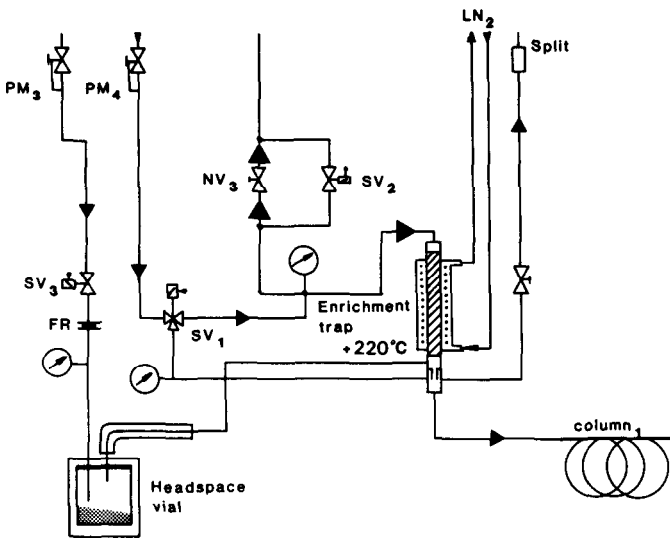 LN2
Split
PM3
PM4
NV3
SV2
SV3
FR
SV1
Enrichment
trap
+220°C
column1
Headspace
vial